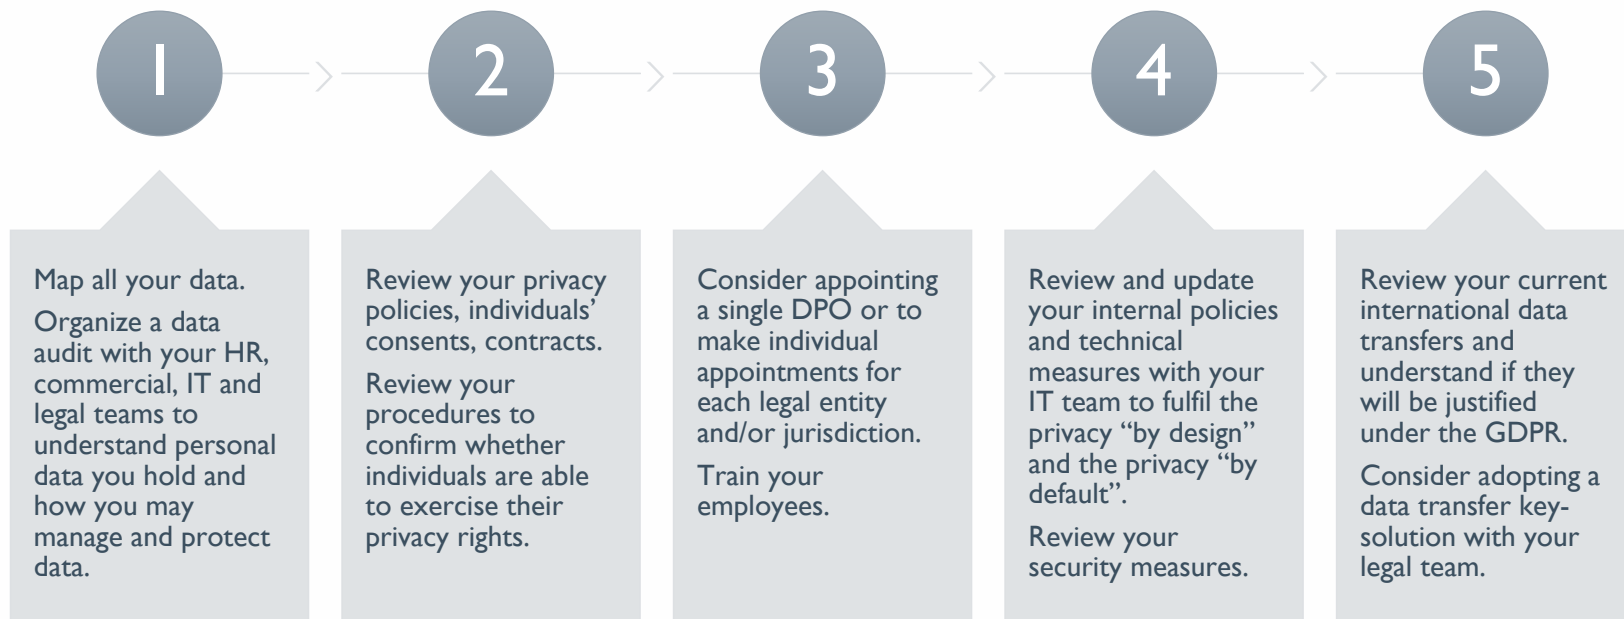 1
2
3
4
5
Map all your data.
Organize a data
audit with your HR,
commercial, IT and
legal teams to
understand personal
data you hold and
how you may
manage and protect
data.
Review your privacy
policies, individuals’
consents, contracts.
Review your
procedures to
confirm whether
individuals are able
to exercise their
privacy rights.
Consider appointing
a single DPO or to
make individual
appointments for
each legal entity
and/or jurisdiction.
Train your
employees.
Review and update
your internal policies
and technical
measures with your
IT team to fulfil the
privacy “by design”
and the privacy “by
default”.
Review your
security measures.
Review your current
international data
transfers and
understand if they
will be justified
under the GDPR.
Consider adopting a
data transfer key-
solution with your
legal team.